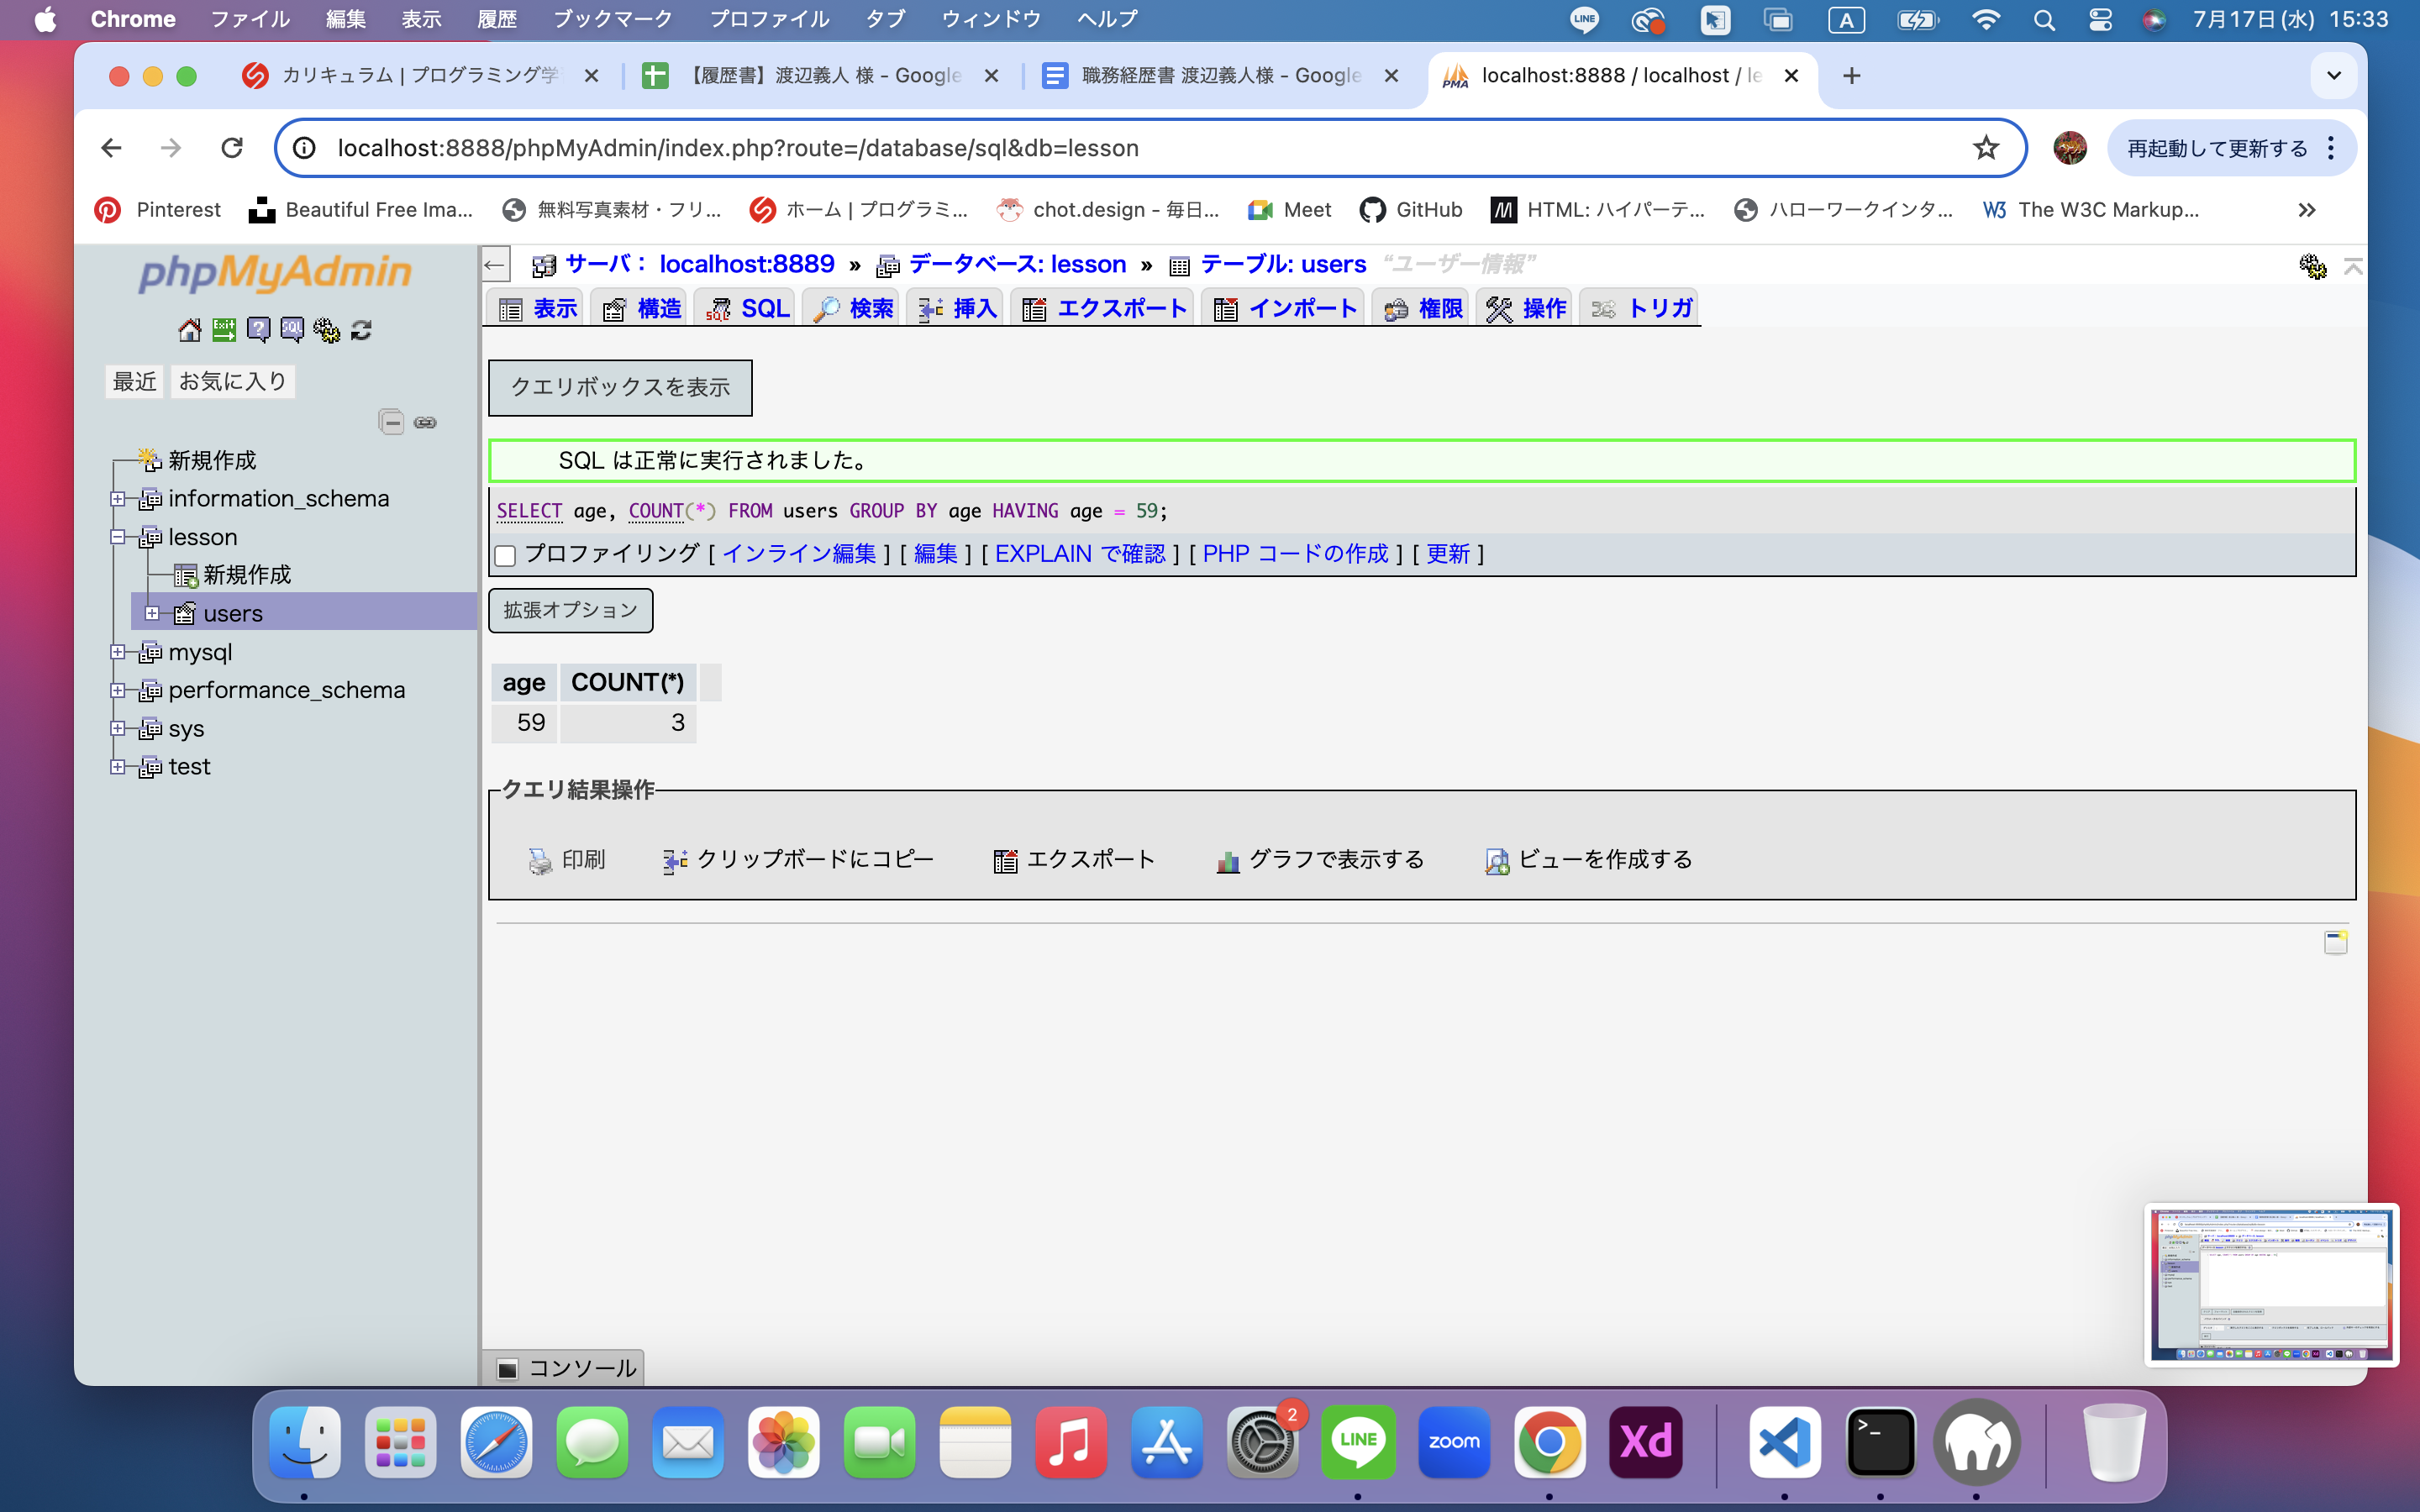 Chrome ファイル 編集 表示 履歴 ブックマーク プロファイル タブ ウィンドウ ヘルプ LINE A 7月17日(水) 15:33
カリキュラム | プログラミング学 【履歴書】渡辺義人 様 - Google 職務経歴書 渡辺義人様 - Google PMA localhost:8888 / localhost / le
localhost:8888/phpMyAdmin/index.php?route=/database/sql&db=lesson 再起動して更新する
Pinterest Beautiful Free Ima... 無料写真素材・フリ... ホーム | プログラミ... chot.design - 毎日... Meet GitHub HTML: ハイパーテ... ハローワークインタ... W3 The W3C Markup... »
phpMyAdmin
Exit ? SQL
最近 お気に入り
新規作成
information_schema
lesson
新規作成
users
mysql
performance_schema
sys
test
← サーバ: localhost:8889 » データベース: lesson » テーブル: users “ユーザー情報”
表示 構造 SQL 検索 挿入 エクスポート インポート 権限 操作 トリガ
クエリボックスを表示
SQL は正常に実行されました。
SELECT age, COUNT(*) FROM users GROUP BY age HAVING age = 59;
プロファイリング [ インライン編集 ] [ 編集 ] [ EXPLAIN で確認 ] [ PHP コードの作成 ] [ 更新 ]
拡張オプション
age COUNT(*)
59 3
クエリ結果操作
印刷 クリップボードにコピー エクスポート グラフで表示する ビューを作成する
コンソール
2 LINE zoom Xd